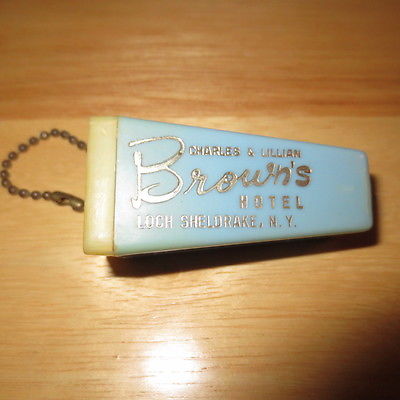 CHARLES & LILLIAN
Brown's
HOTEL
LOCH SHELDRAKE, N.Y.